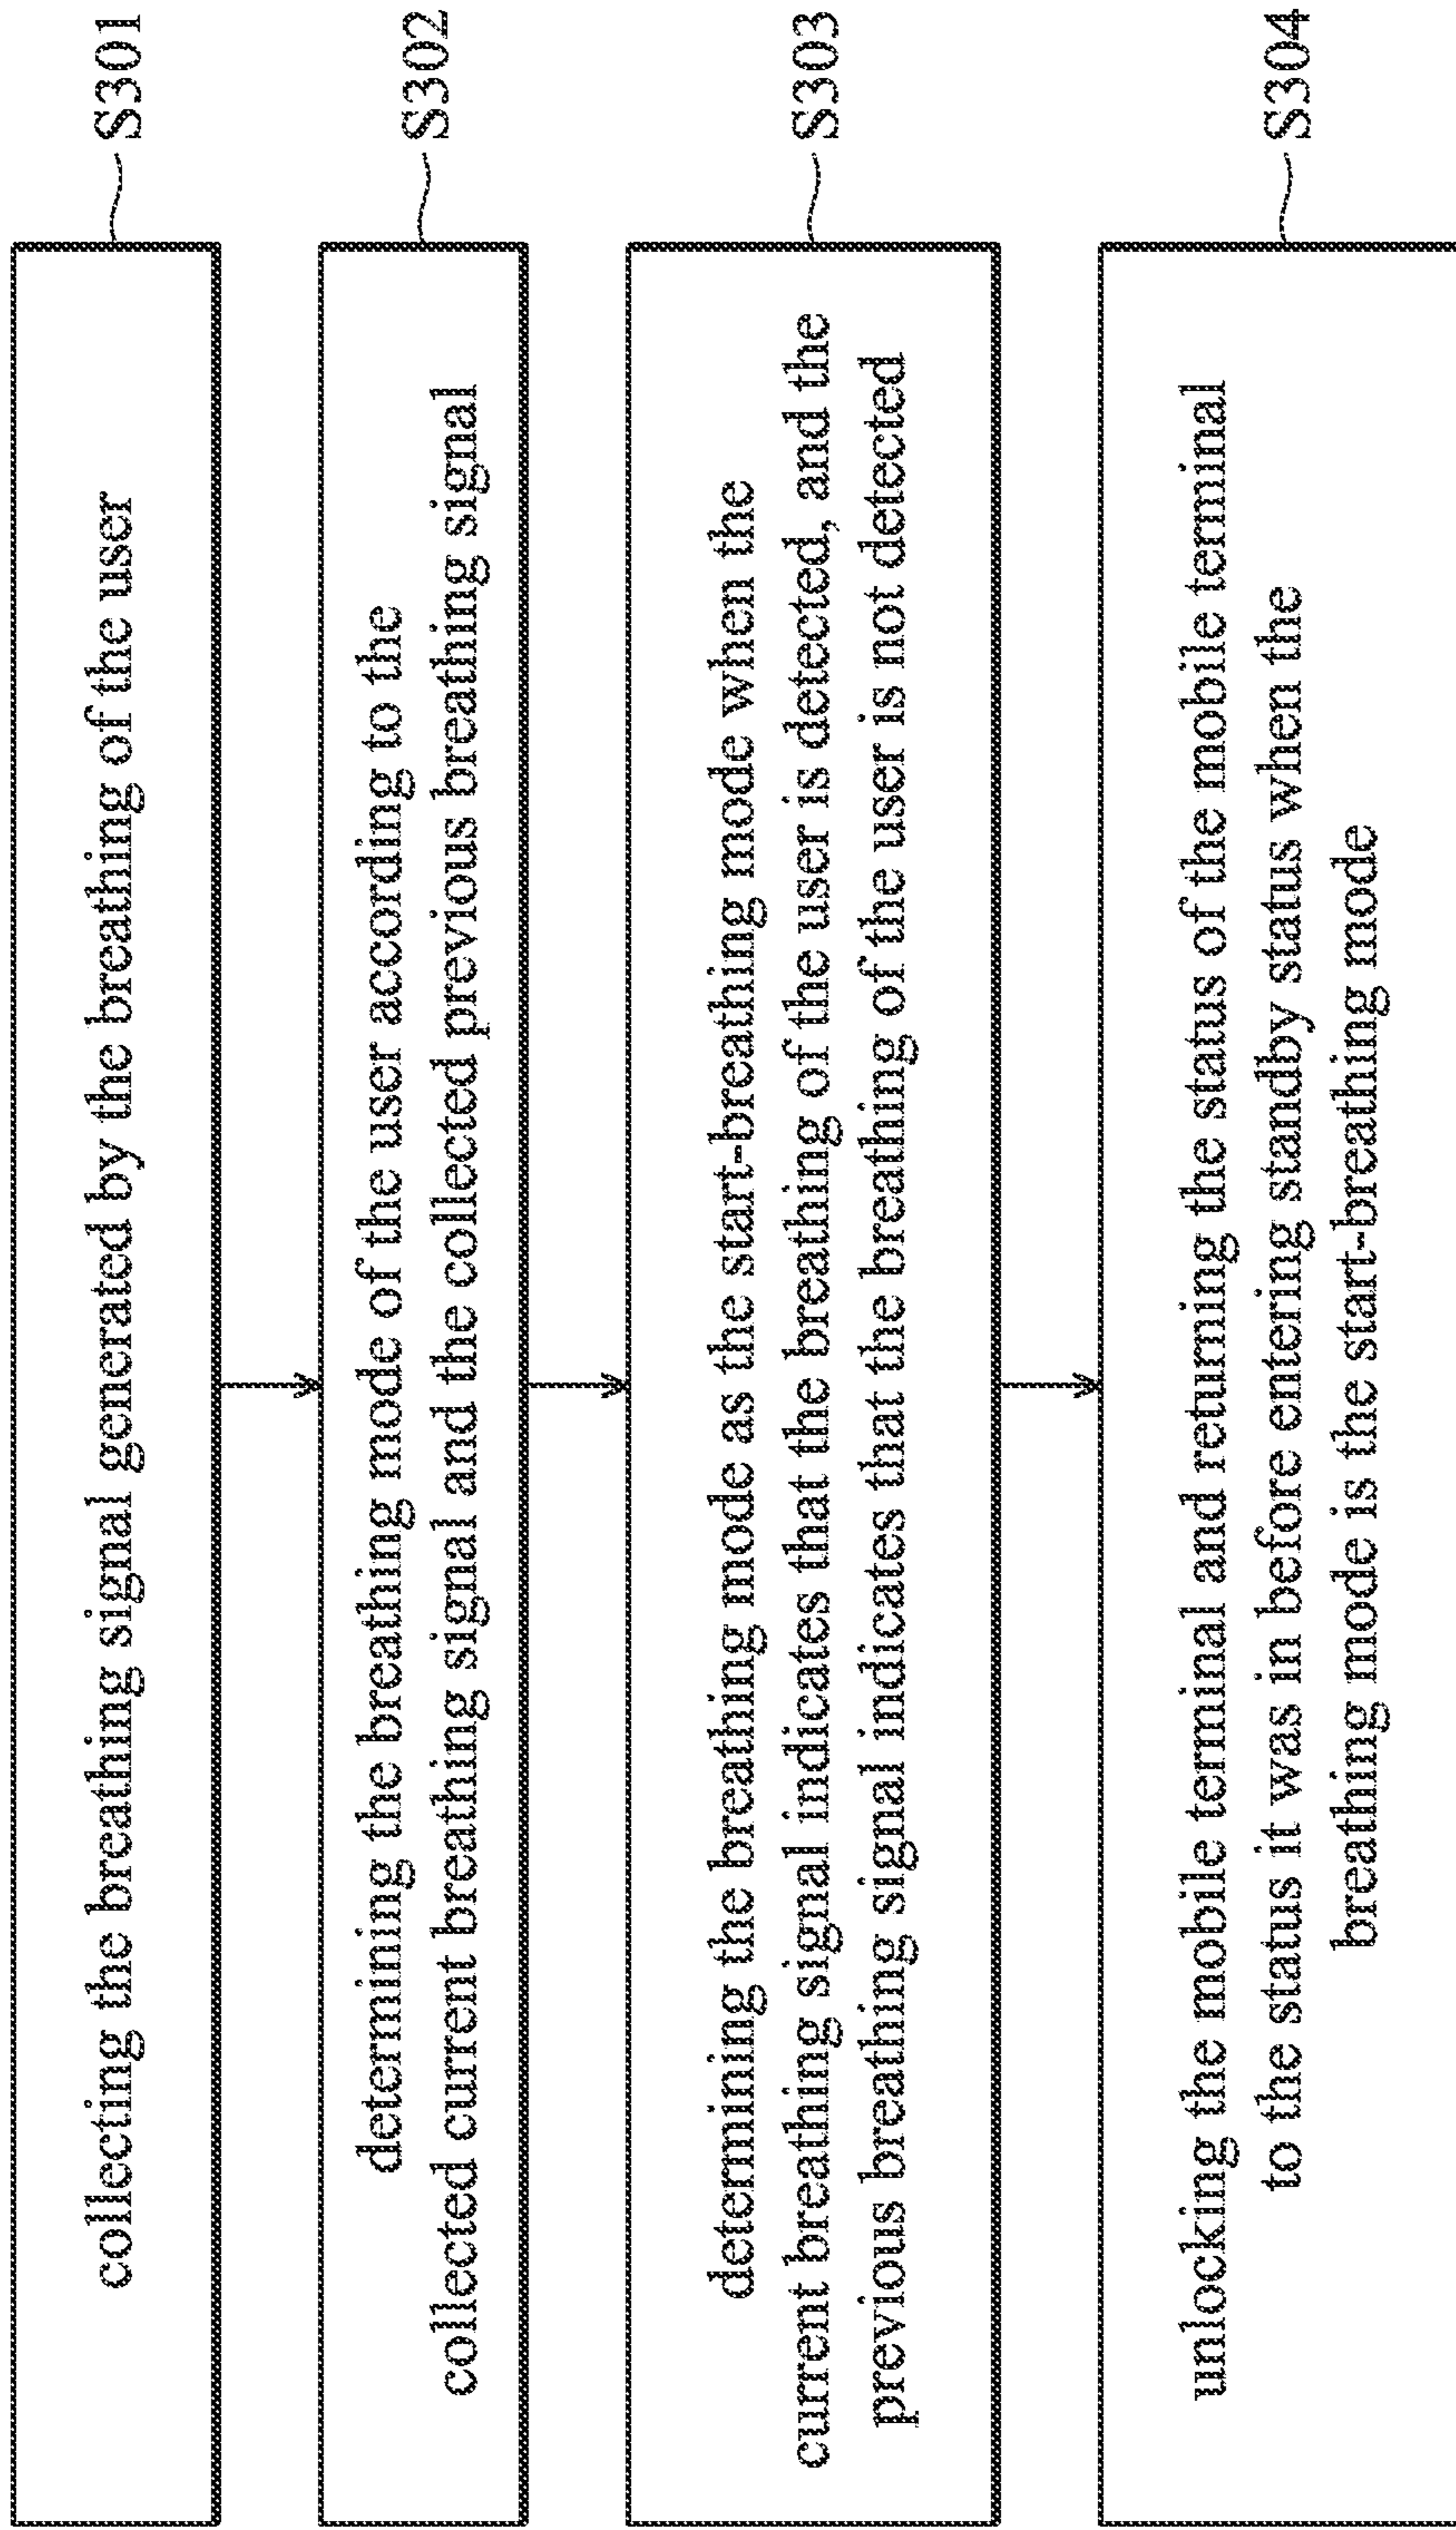 collecting the breathing signal generated by the breathing of the user
S301
determining the breathing mode of the user according to the
collected current breathing signal and the collected previous breathing signal
S302
determining the breathing mode as the start-breathing mode when the
current breathing signal indicates that the breathing of the user is detected, and the
previous breathing signal indicates that the breathing of the user is not detected
S303
unlocking the mobile terminal and returning the status of the mobile terminal
to the status it was in before entering standby status when the
breathing mode is the start-breathing mode
S304